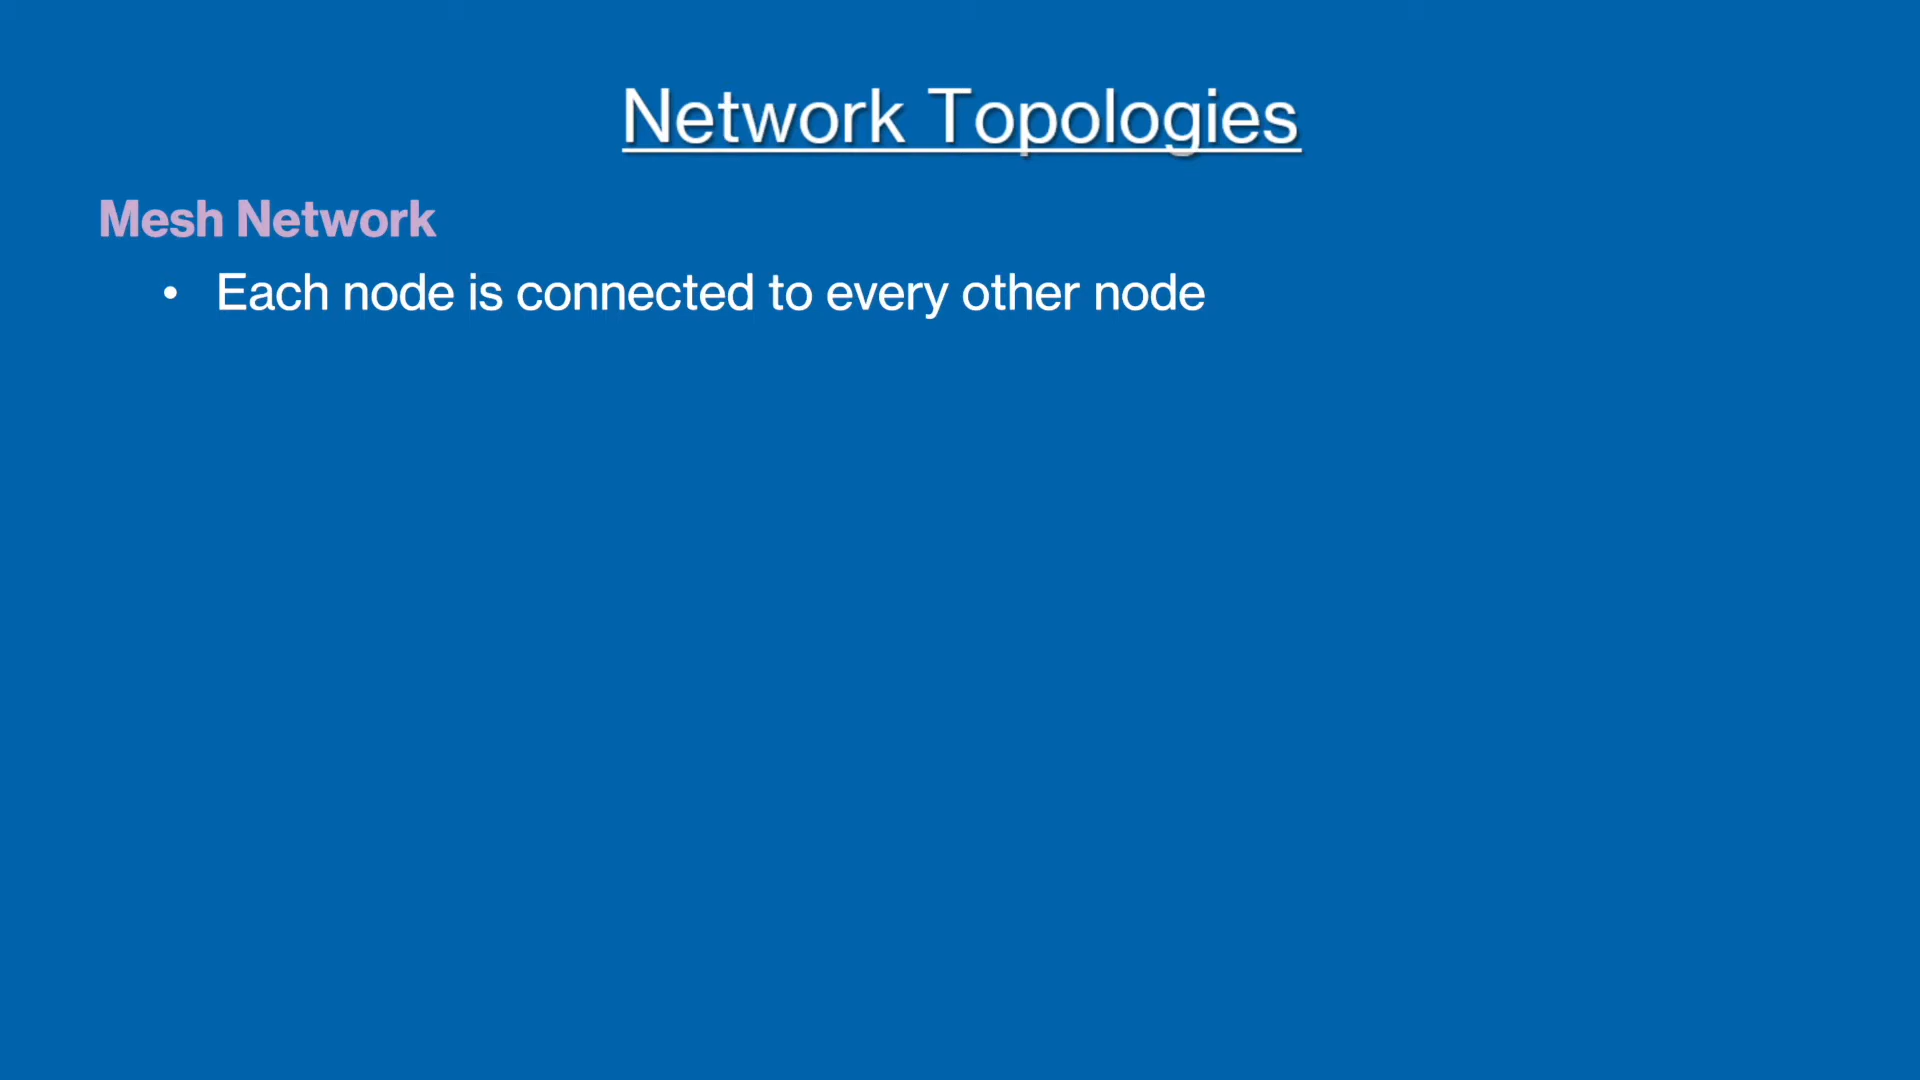 Network Topologies
Mesh Network
• Each node is connected to every other node